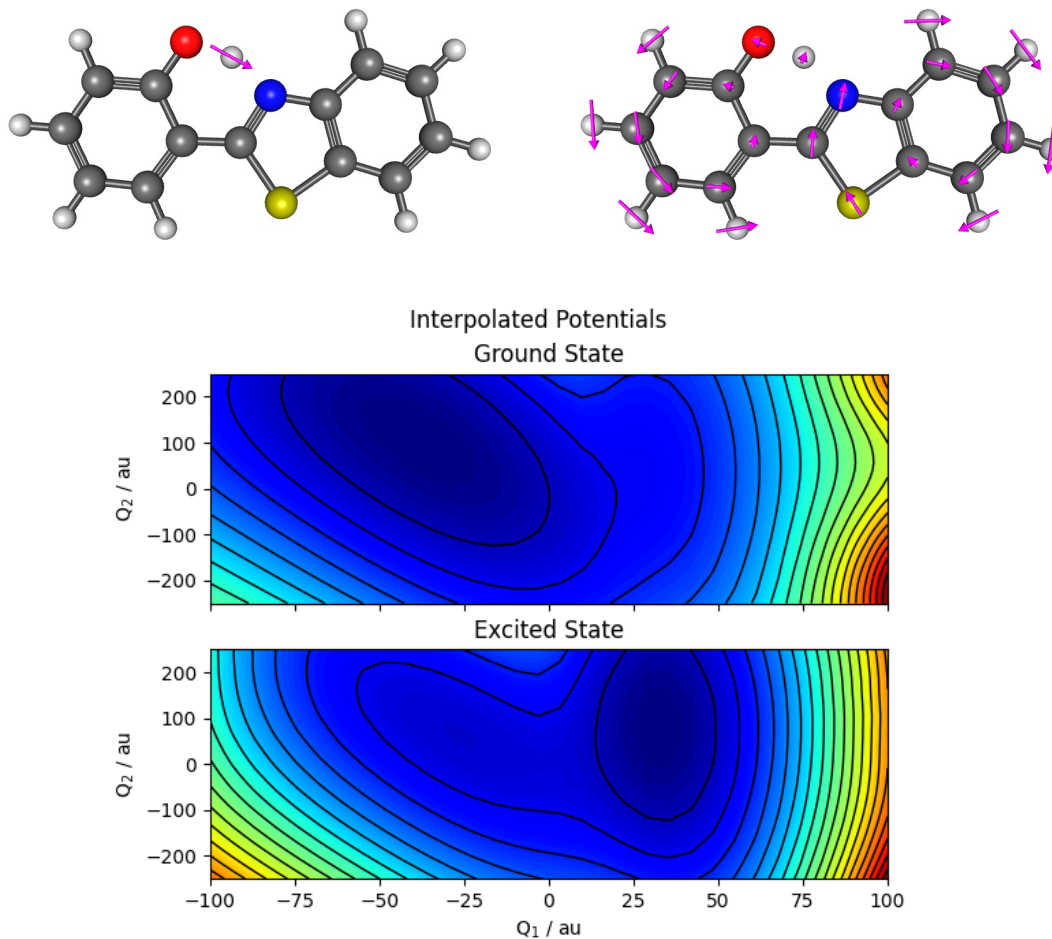 Interpolated Potentials
Ground State
200
100
0
−100
−200
Q₂ / au
Excited State
200
100
0
−100
−200
Q₂ / au
−100 −75 −50 −25 0 25 50 75 100
Q₁ / au